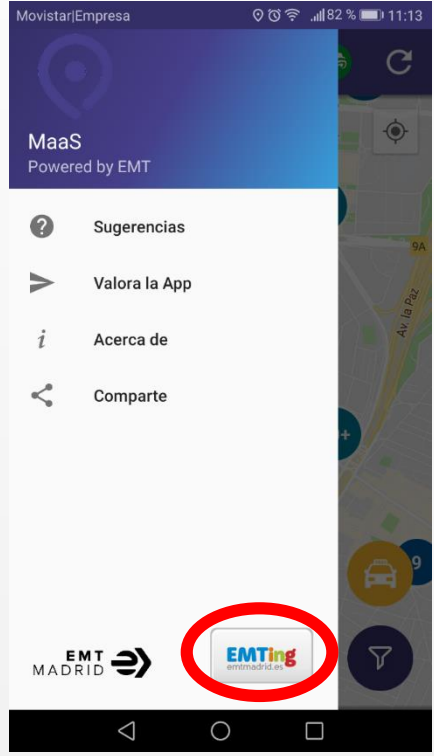 Movistar|Empresa 82 % 11:13
MaaS
Powered by EMT
Sugerencias
Valora la App
i Acerca de
Comparte
9A
Av. la Paz
9
EMT
MADRID
EMTing
emtmadrid.es